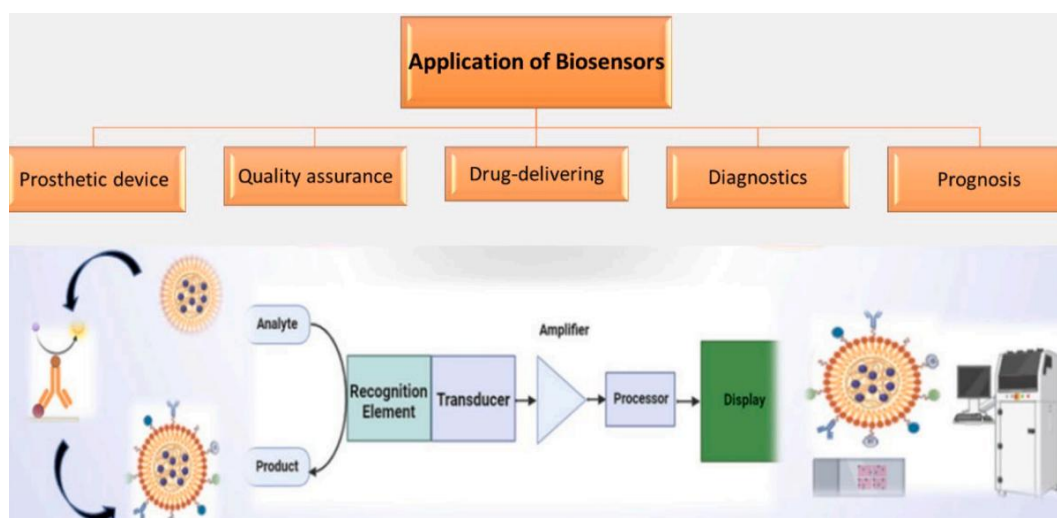 Application of Biosensors
Prosthetic device
Quality assurance
Drug-delivering
Diagnostics
Prognosis
Analyte
Amplifier
Recognition
Element
Transducer
Processor
Display
Product